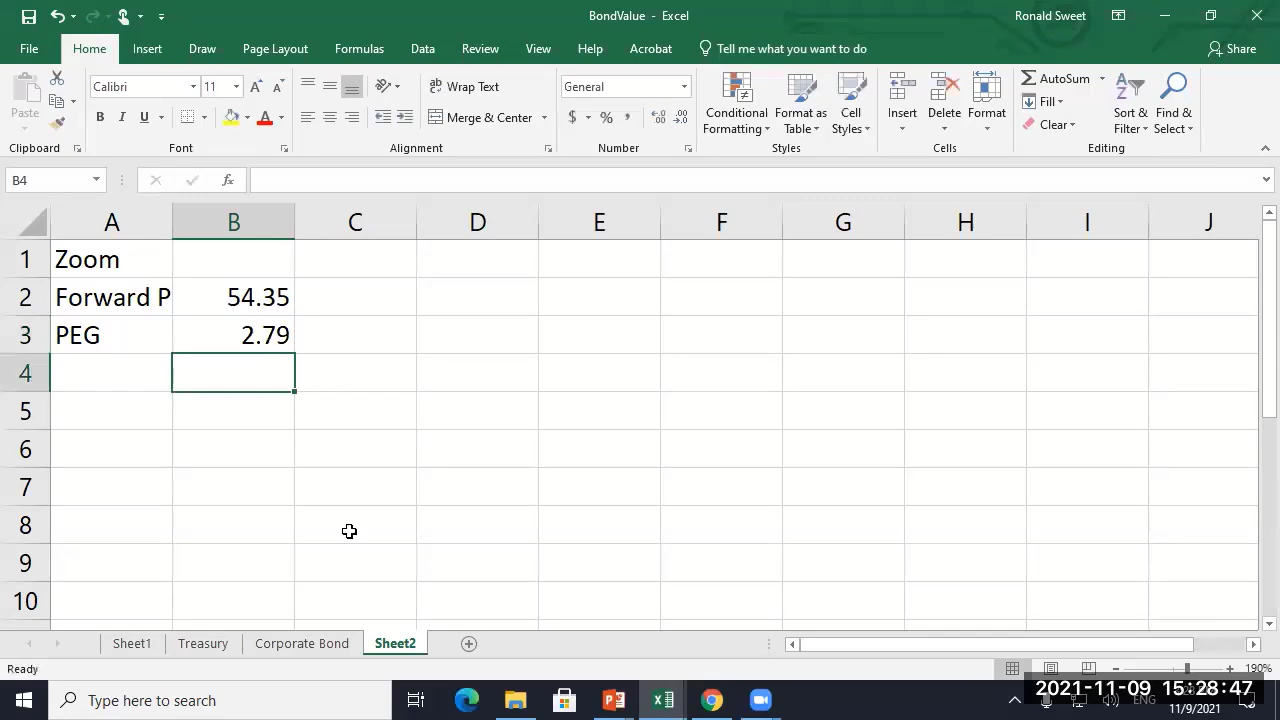 BondValue - Excel
Ronald Sweet
File Home Insert Draw Page Layout Formulas Data Review View Help Acrobat Tell me what you want to do Share
Paste
Calibri 11
B I U
Wrap Text
Merge & Center
General
$ % ,
Conditional Formatting
Format as Table
Cell Styles
Insert
Delete
Format
AutoSum
Fill
Clear
Sort & Filter
Find & Select
Clipboard Font Alignment Number Styles Cells Editing
B4 fx
A B C D E F G H I J
1 Zoom
2 Forward P 54.35
3 PEG 2.79
4
5
6
7
8
9
10
Sheet1 Treasury Corporate Bond Sheet2
Ready 190%
Type here to search
2021-11-09 15:28:47
ENG
11/9/2021